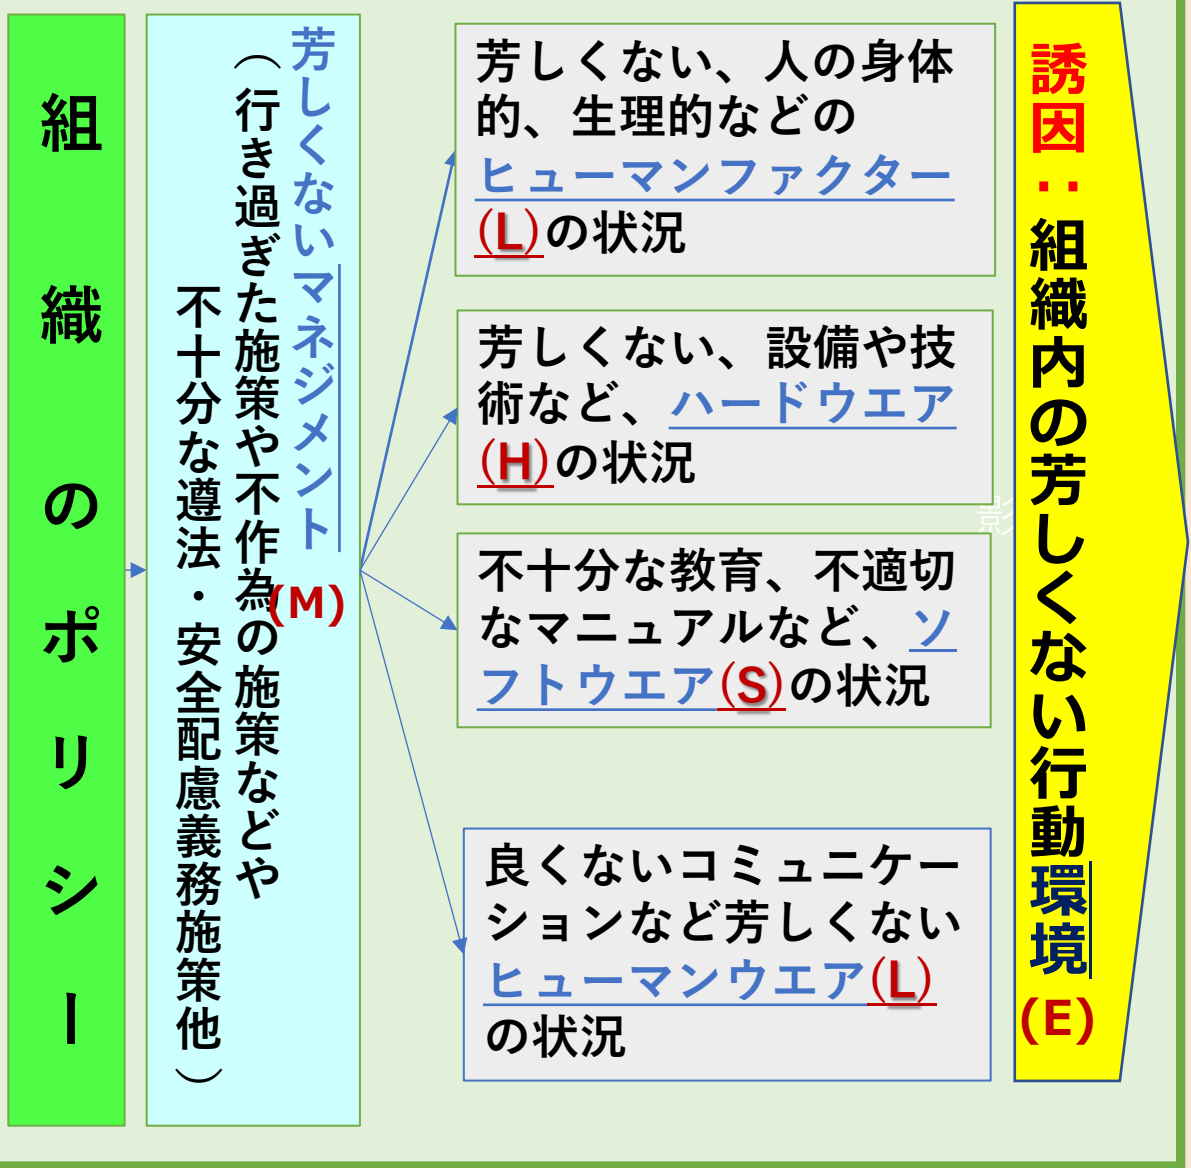 組織のポリシー
芳しくないマネジメント(M)
（行き過ぎた施策や不作為の施策などや
不十分な遵法・安全配慮義務施策他）
芳しくない、人の身体
的、生理的などの
ヒューマンファクター
(L)の状況
芳しくない、設備や技
術など、ハードウエア
(H)の状況
不十分な教育、不適切
なマニュアルなど、ソ
フトウエア(S)の状況
良くないコミュニケー
ションなど芳しくない
ヒューマンウエア(L)
の状況
誘因：組織内の芳しくない行動環境(E)